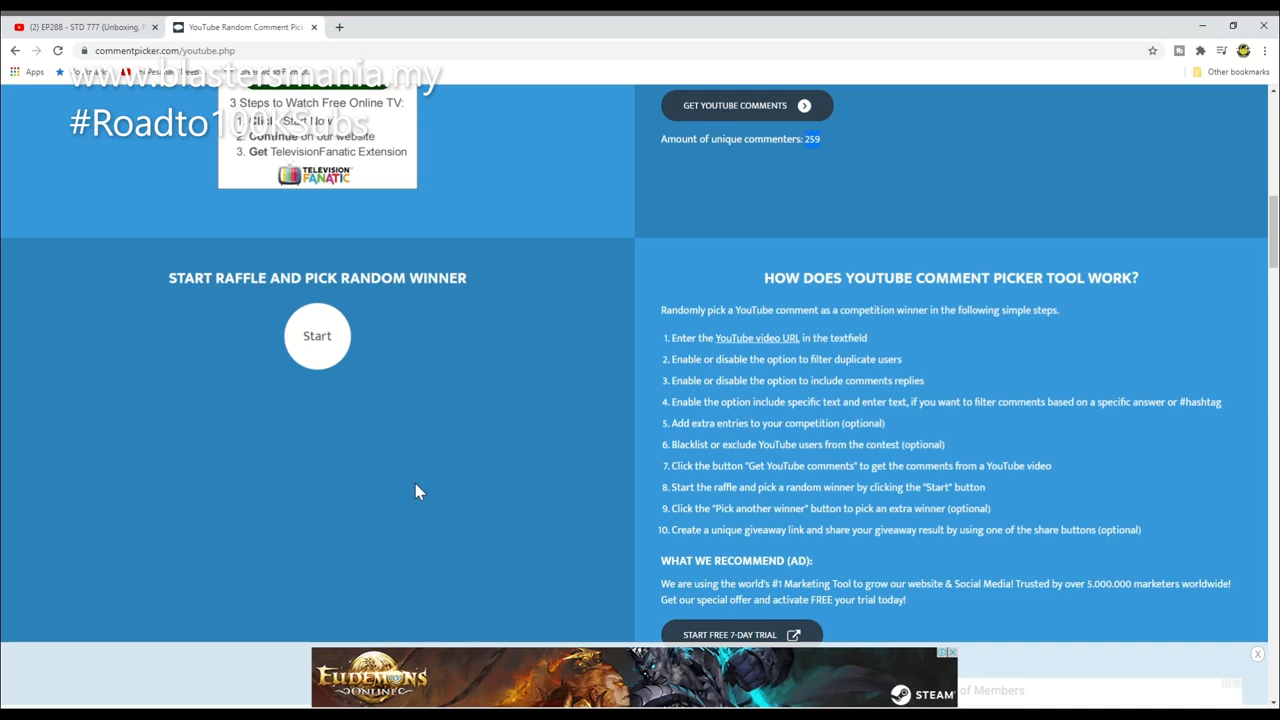 (2) EP288 - STD 777 (Unboxing,
YouTube Random Comment Pick
commentpicker.com/youtube.php
Apps
Other bookmarks
www.blastersmania.my
#Roadto100KSubs
3 Steps to Watch Free Online TV:
1. Click Start Now
2. Continue on our website
3. Get TelevisionFanatic Extension
TELEVISION
FANATIC
GET YOUTUBE COMMENTS
Amount of unique commenters: 259
START RAFFLE AND PICK RANDOM WINNER
Start
HOW DOES YOUTUBE COMMENT PICKER TOOL WORK?
Randomly pick a YouTube comment as a competition winner in the following simple steps.
1. Enter the YouTube video URL in the textfield
2. Enable or disable the option to filter duplicate users
3. Enable or disable the option to include comments replies
4. Enable the option include specific text and enter text, if you want to filter comments based on a specific answer or #hashtag
5. Add extra entries to your competition (optional)
6. Blacklist or exclude YouTube users from the contest (optional)
7. Click the button "Get YouTube comments" to get the comments from a YouTube video
8. Start the raffle and pick a random winner by clicking the "Start" button
9. Click the "Pick another winner" button to pick an extra winner (optional)
10. Create a unique giveaway link and share your giveaway result by using one of the share buttons (optional)
WHAT WE RECOMMEND (AD):
We are using the world's #1 Marketing Tool to grow our website & Social Media! Trusted by over 5.000.000 marketers worldwide!
Get our special offer and activate FREE your trial today!
START FREE 7-DAY TRIAL
EUDEMONS
ONLINE
STEAM
of Members